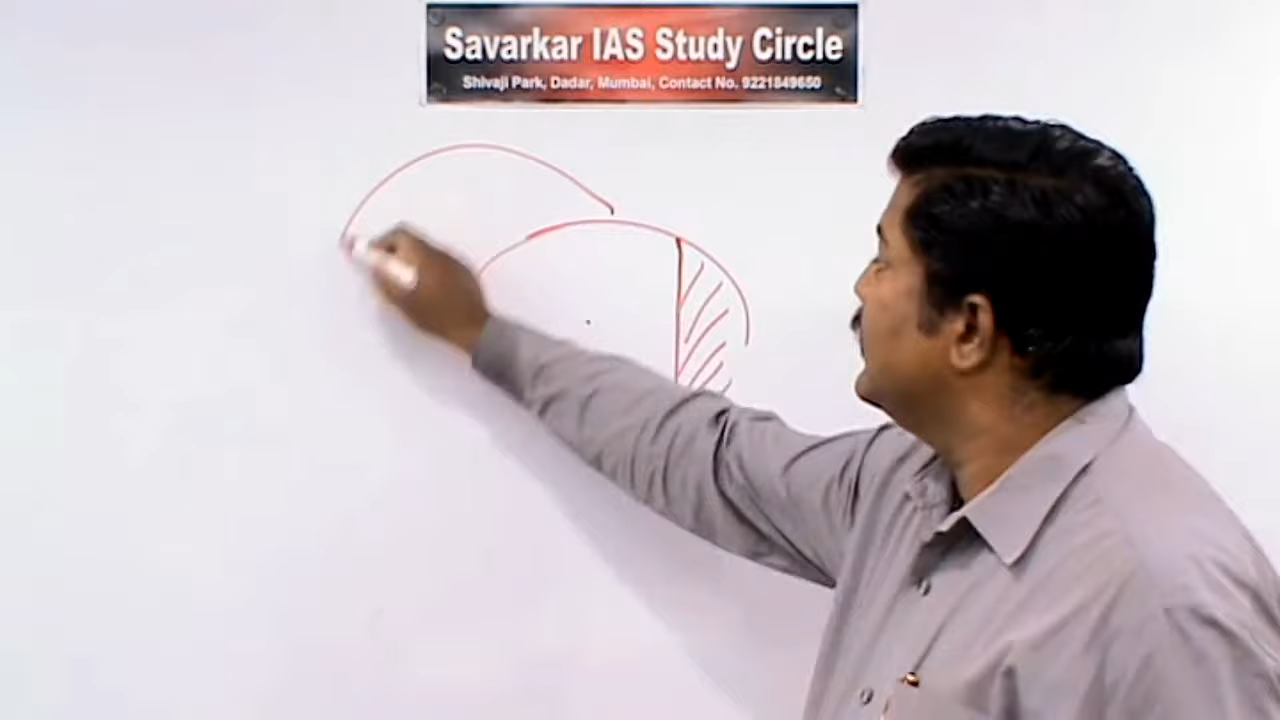 Savarkar IAS Study Circle
Shivaji Park, Dadar, Mumbai, Contact No. 9221849650